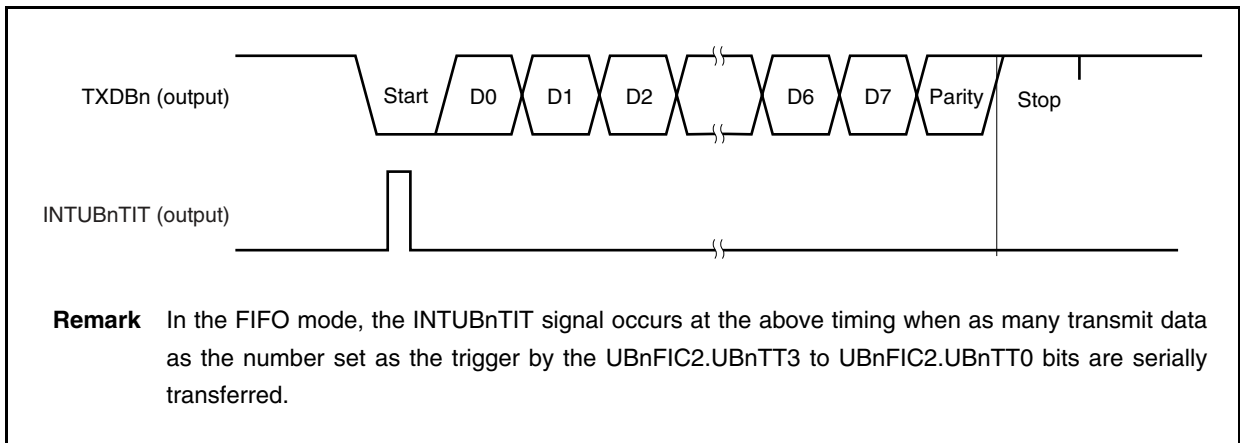 TXDBn (output)
Start D0 D1 D2 D6 D7 Parity Stop
INTUBnTIT (output)
Remark In the FIFO mode, the INTUBnTIT signal occurs at the above timing when as many transmit data
as the number set as the trigger by the UBnFIC2.UBnTT3 to UBnFIC2.UBnTT0 bits are serially
transferred.